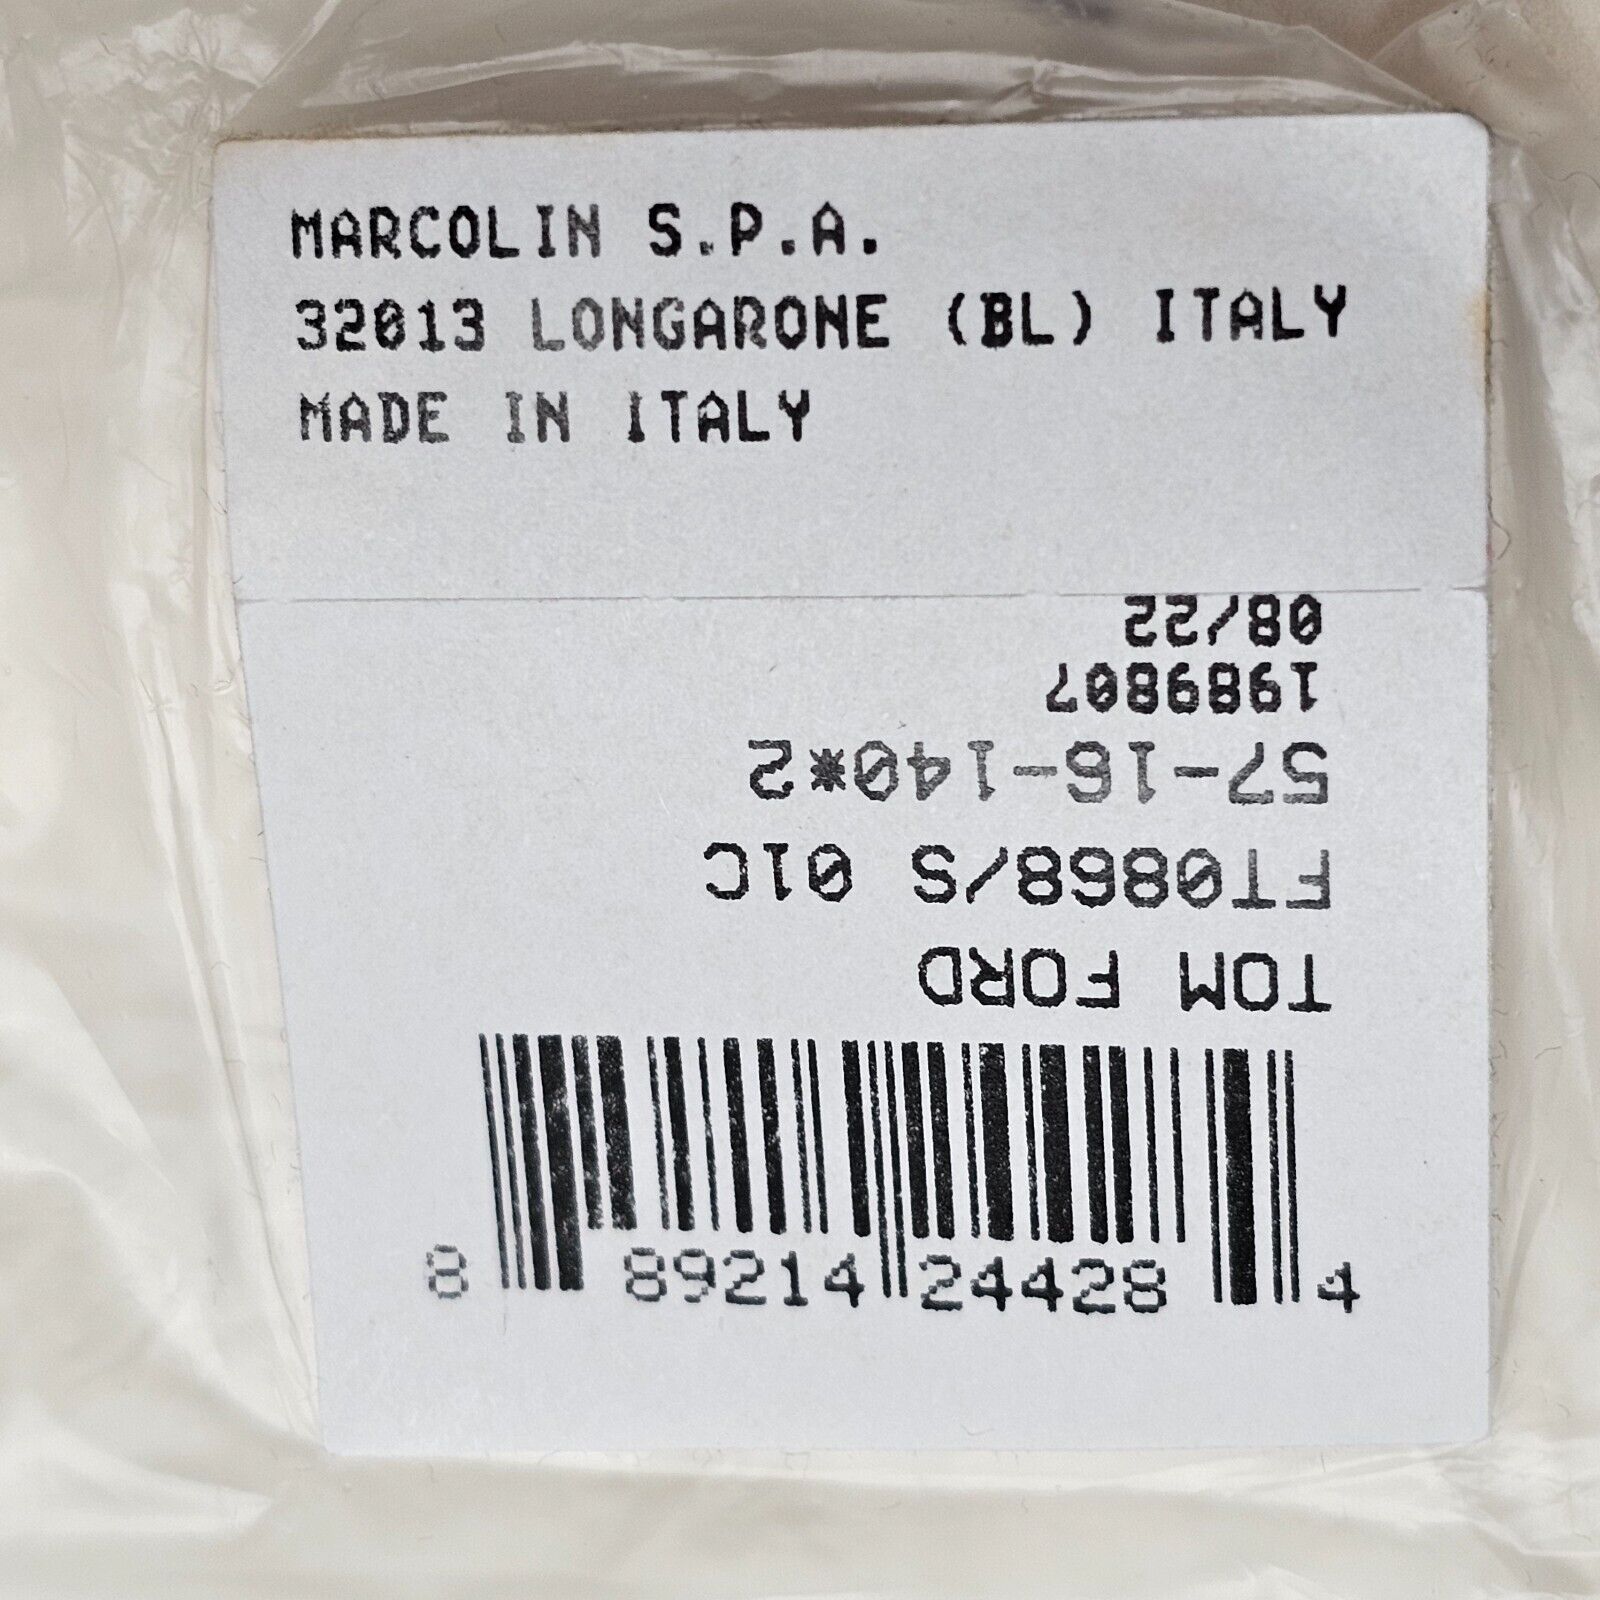 MARCOLIN S.P.A.
32013 LONGARONE (BL) ITALY
MADE IN ITALY
TOM FORD
FT0868/S 01C
57-16-140*2
1989807
08/22
8 89214 24428 4